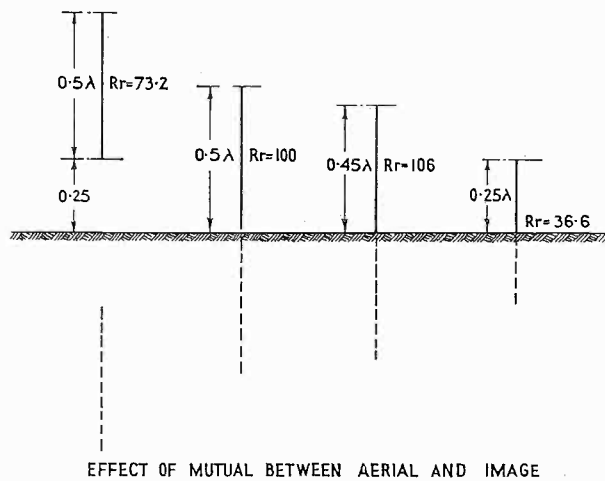 0.5λ Rr=73.2
0.25
0.5λ Rr=100
0.45λ Rr=106
0.25λ
Rr=36.6
EFFECT OF MUTUAL BETWEEN AERIAL AND IMAGE